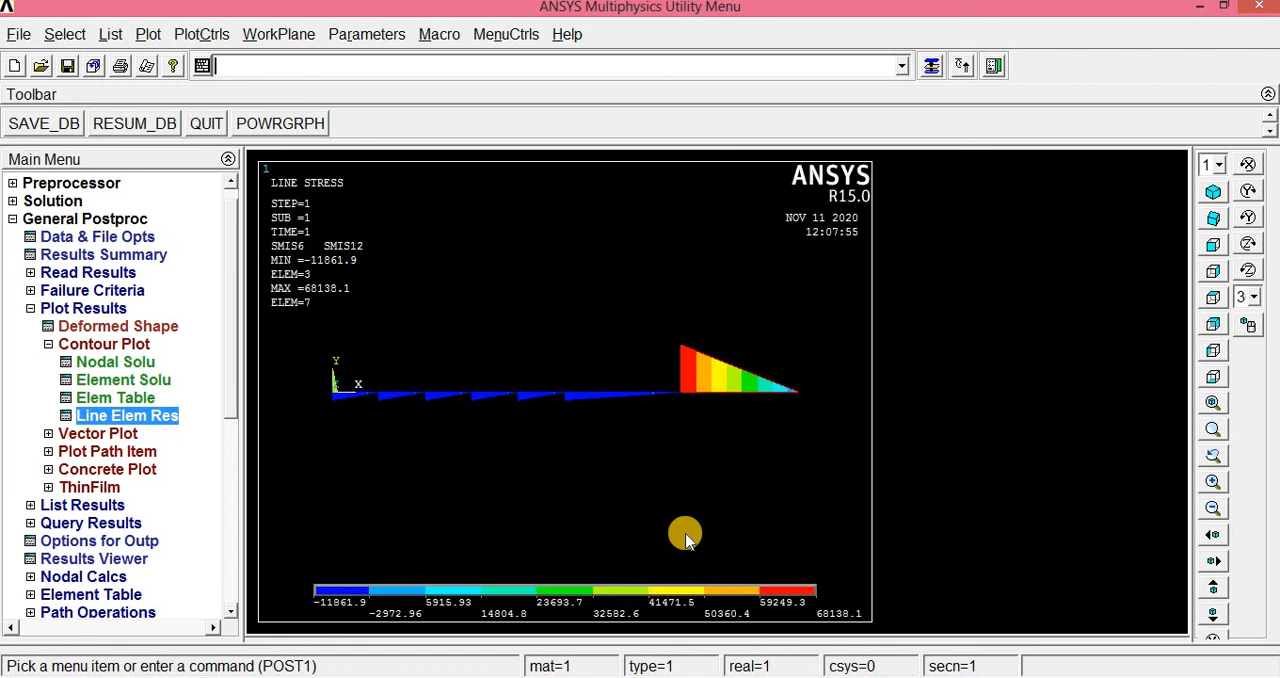 ANSYS Multiphysics Utility Menu
File Select List Plot PlotCtrls WorkPlane Parameters Macro MenuCtrls Help
Toolbar
SAVE_DB RESUM_DB QUIT POWRGRPH
Main Menu
Preprocessor
Solution
General Postproc
Data & File Opts
Results Summary
Read Results
Failure Criteria
Plot Results
Deformed Shape
Contour Plot
Nodal Solu
Element Solu
Elem Table
Line Elem Res
Vector Plot
Plot Path Item
Concrete Plot
ThinFilm
List Results
Query Results
Options for Outp
Results Viewer
Nodal Calcs
Element Table
Path Operations
1
LINE STRESS
STEP=1
SUB =1
TIME=1
SMIS6 SMIS12
MIN =-11861.9
ELEM=3
MAX =68138.1
ELEM=7
ANSYS
R15.0
NOV 11 2020
12:07:55
Y
X
-11861.9 5915.93 23693.7 41471.5 59249.3
-2972.96 14804.8 32582.6 50360.4 68138.1
1
3
Pick a menu item or enter a command (POST1) mat=1 type=1 real=1 csys=0 secn=1